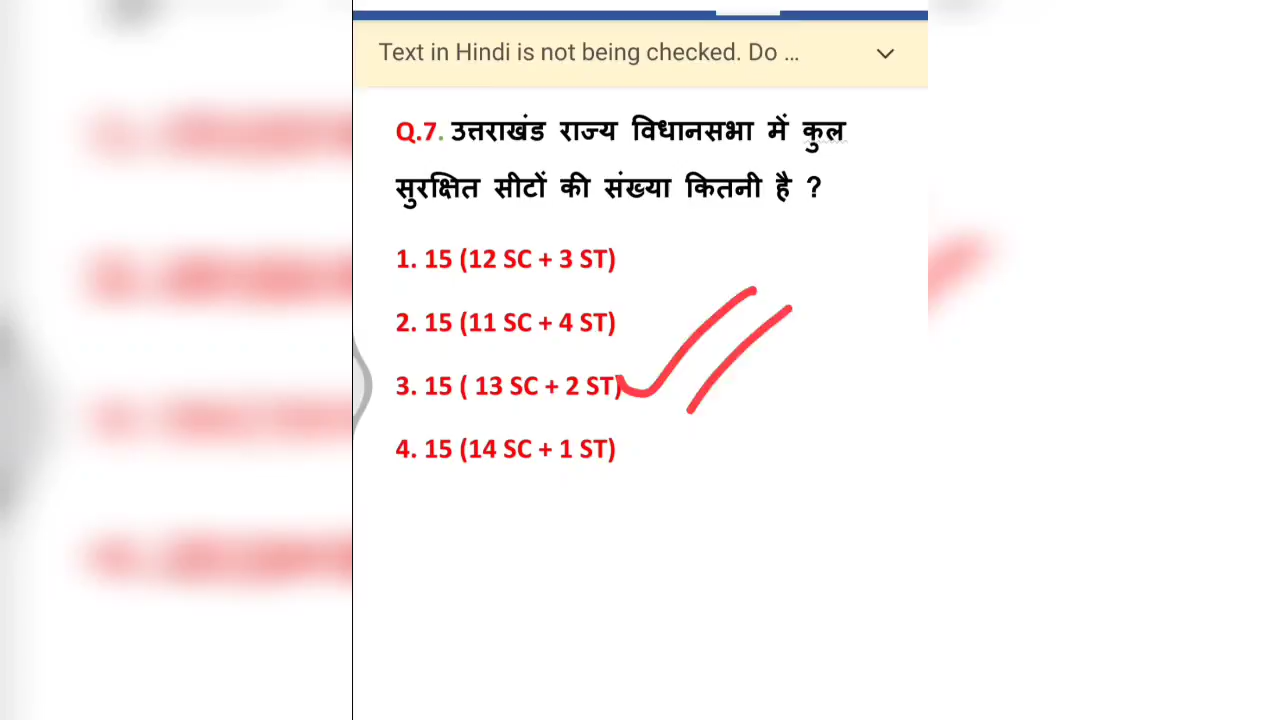 Text in Hindi is not being checked. Do ...
Q.7. उत्तराखंड राज्य विधानसभा में कुल
सुरक्षित सीटों की संख्या कितनी है ?
1. 15 (12 SC + 3 ST)
2. 15 (11 SC + 4 ST)
3. 15 ( 13 SC + 2 ST)
4. 15 (14 SC + 1 ST)